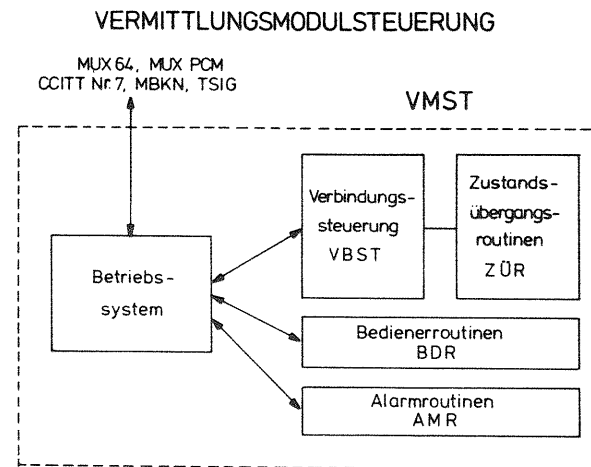 VERMITTLUNGSMODULSTEUERUNG
MUX 64, MUX PCM
CCITT Nr. 7, MBKN, TSIG
VMST
Verbindungs-
steuerung
VBST
Zustands-
übergangs-
routinen
ZÜR
Betriebs-
system
Bedienerroutinen
BDR
Alarmroutinen
AMR